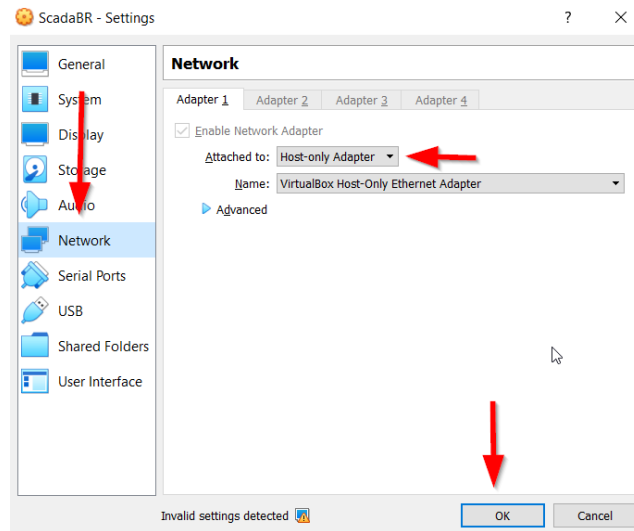 ScadaBR - Settings
?
General
System
Display
Storage
Audio
Network
Serial Ports
USB
Shared Folders
User Interface
Network
Adapter 1 Adapter 2 Adapter 3 Adapter 4
Enable Network Adapter
Attached to: Host-only Adapter
Name: VirtualBox Host-Only Ethernet Adapter
Advanced
Invalid settings detected
OK Cancel